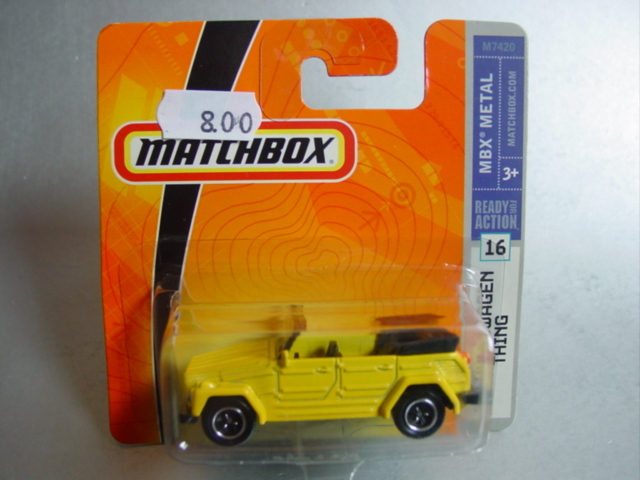 8.00
MATCHBOX
M7420
MBX® METAL
MATCHBOX.COM
3+
READY FOR ACTION
16
WAGEN
THING